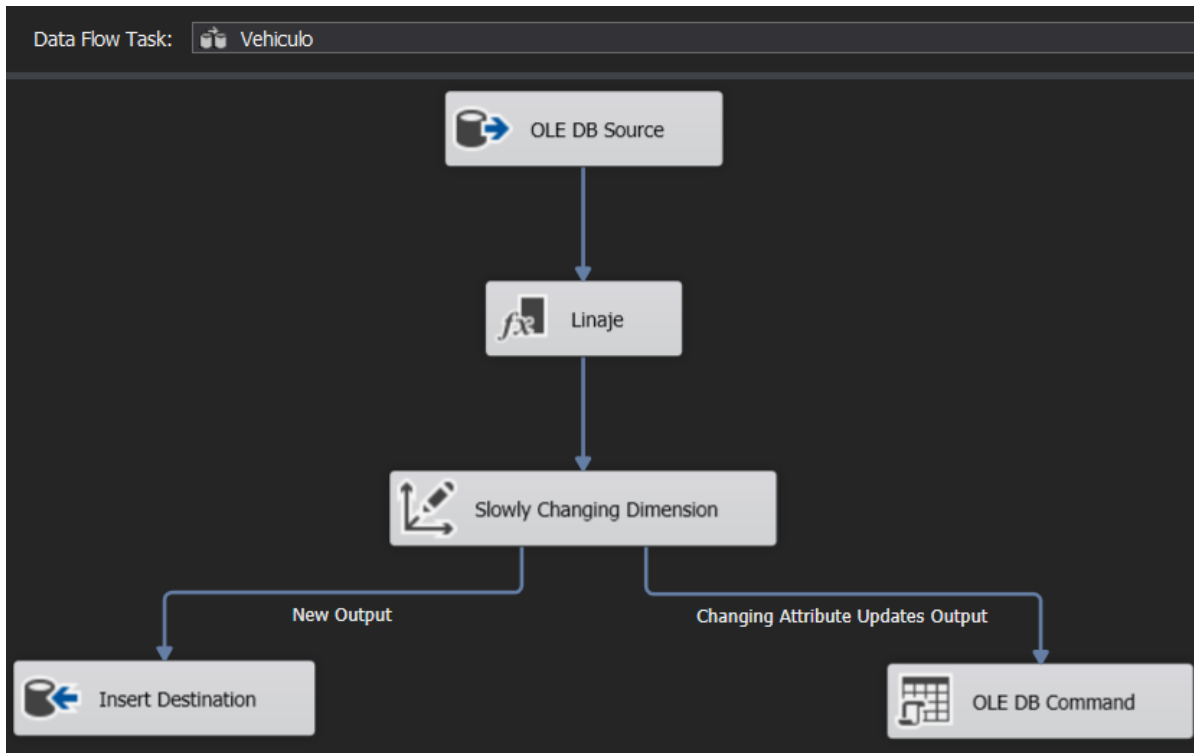 Data Flow Task: Vehiculo
OLE DB Source
fx Linaje
Slowly Changing Dimension
New Output
Changing Attribute Updates Output
Insert Destination
OLE DB Command